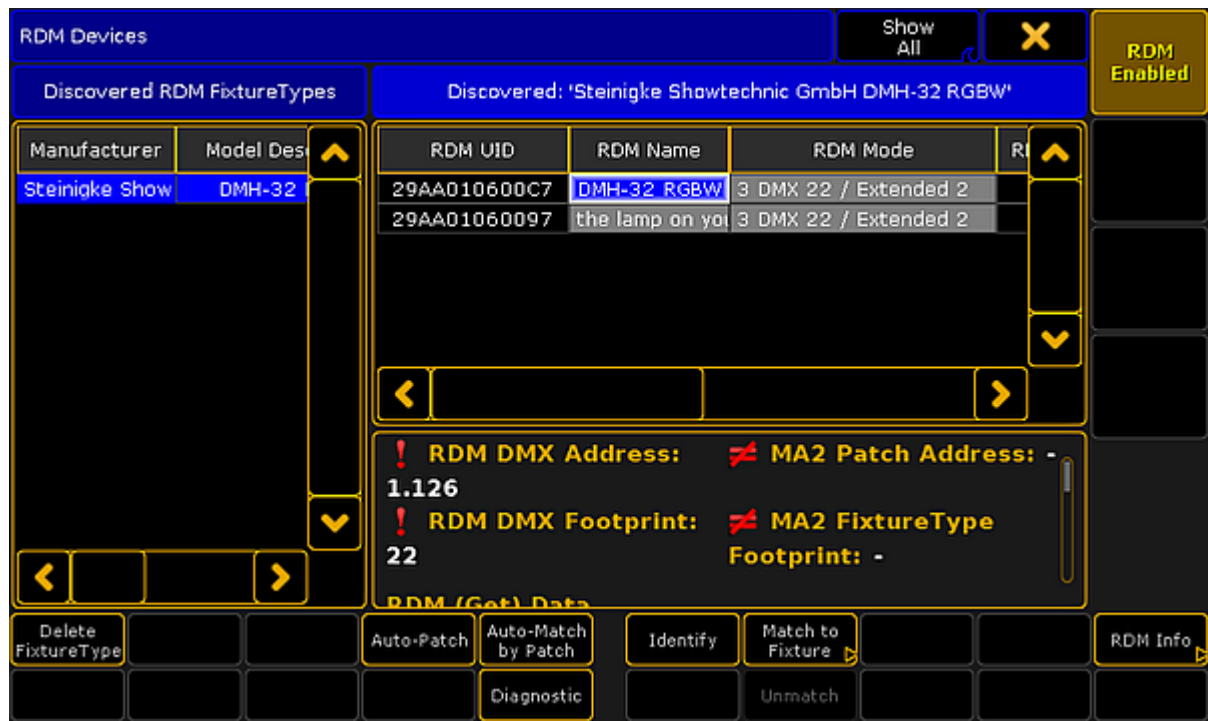 RDM Devices
Show
All
RDM
Enabled
Discovered RDM FixtureTypes
Discovered: 'Steinigke Showtechnic GmbH DMH-32 RGBW'
Manufacturer Model Des
RDM UID RDM Name RDM Mode
Steinigke Show DMH-32
29AA010600C7 DMH-32 RGBW 3 DMX 22 / Extended 2
29AA01060097 the lamp on you 3 DMX 22 / Extended 2
! RDM DMX Address: ≠ MA2 Patch Address: -
1.126
! RDM DMX Footprint: ≠ MA2 FixtureType
22 Footprint: -
RDM (Get) Data
Delete
FixtureType
Auto-Patch
Auto-Match
by Patch
Identify
Match to
Fixture
RDM Info
Diagnostic
Unmatch